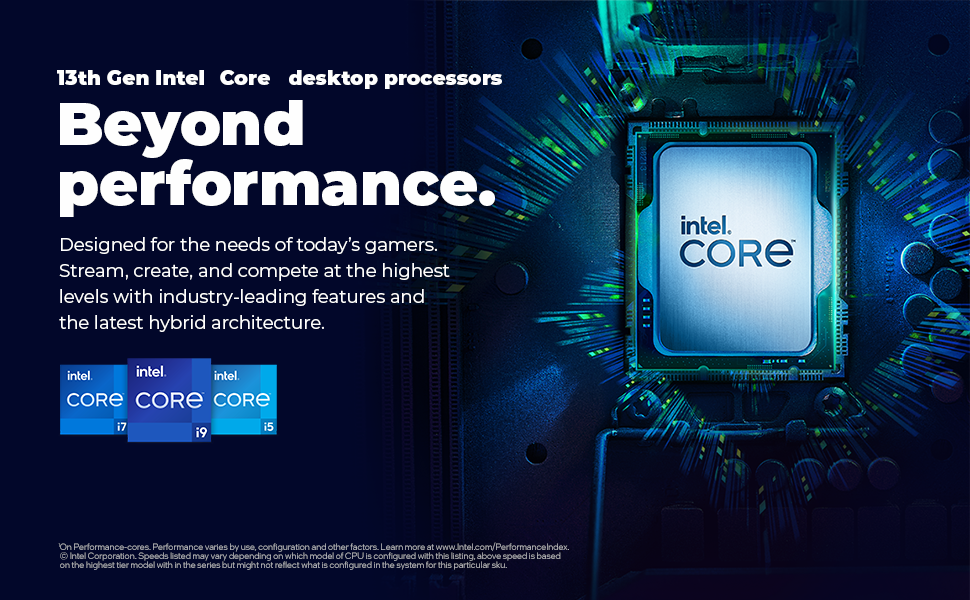 13th Gen Intel Core desktop processors
Beyond
performance.
Designed for the needs of today's gamers.
Stream, create, and compete at the highest
levels with industry-leading features and
the latest hybrid architecture.
intel.
CORE™
intel.
CORE
i7
intel.
CORE
i9
intel.
CORE
i5
¹On Performance-cores. Performance varies by use, configuration and other factors. Learn more at www.Intel.com/PerformanceIndex.
© Intel Corporation. Speeds listed may vary depending on which model of CPU is configured with this listing, above speed is based
on the highest tier model with in the series but might not reflect what is configured in the system for this particular sku.